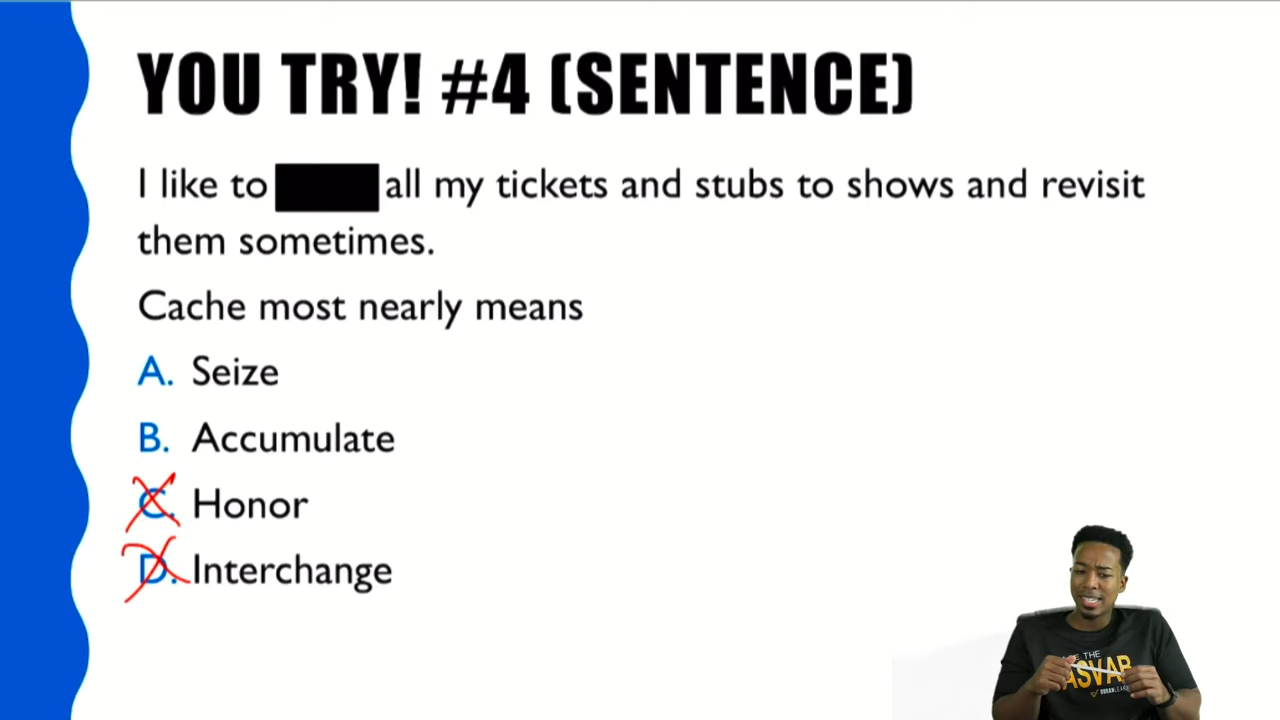 YOU TRY! #4 (SENTENCE)
I like to all my tickets and stubs to shows and revisit
them sometimes.
Cache most nearly means
A. Seize
B. Accumulate
C. Honor
D. Interchange
THE
ASVAB